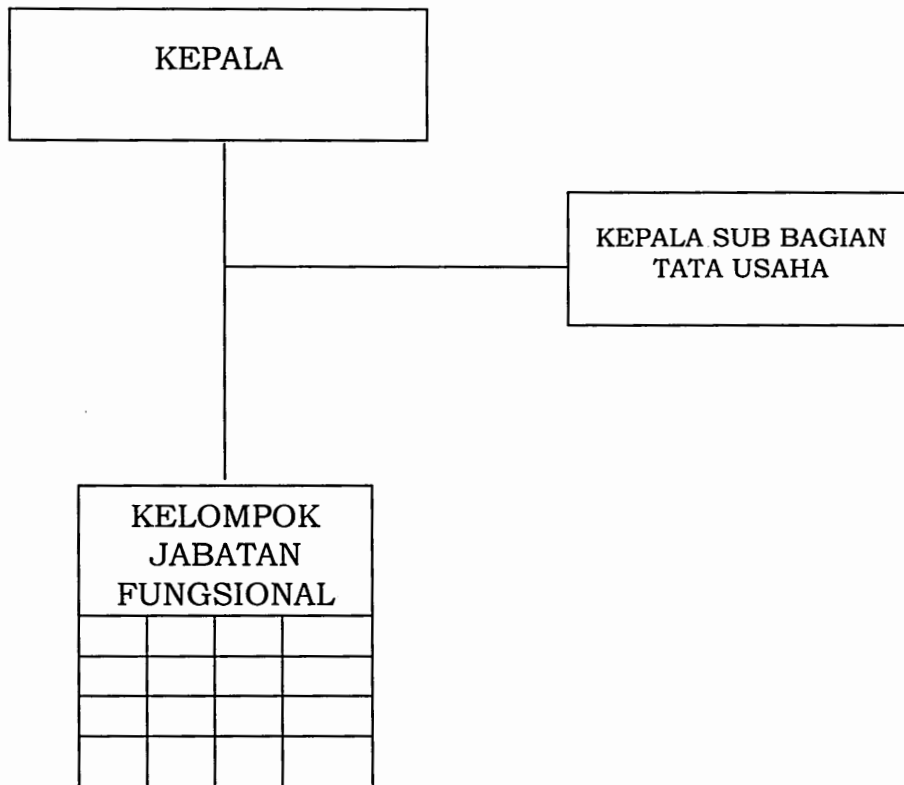 KEPALA
KEPALA SUB BAGIAN
TATA USAHA
KELOMPOK
JABATAN
FUNGSIONAL